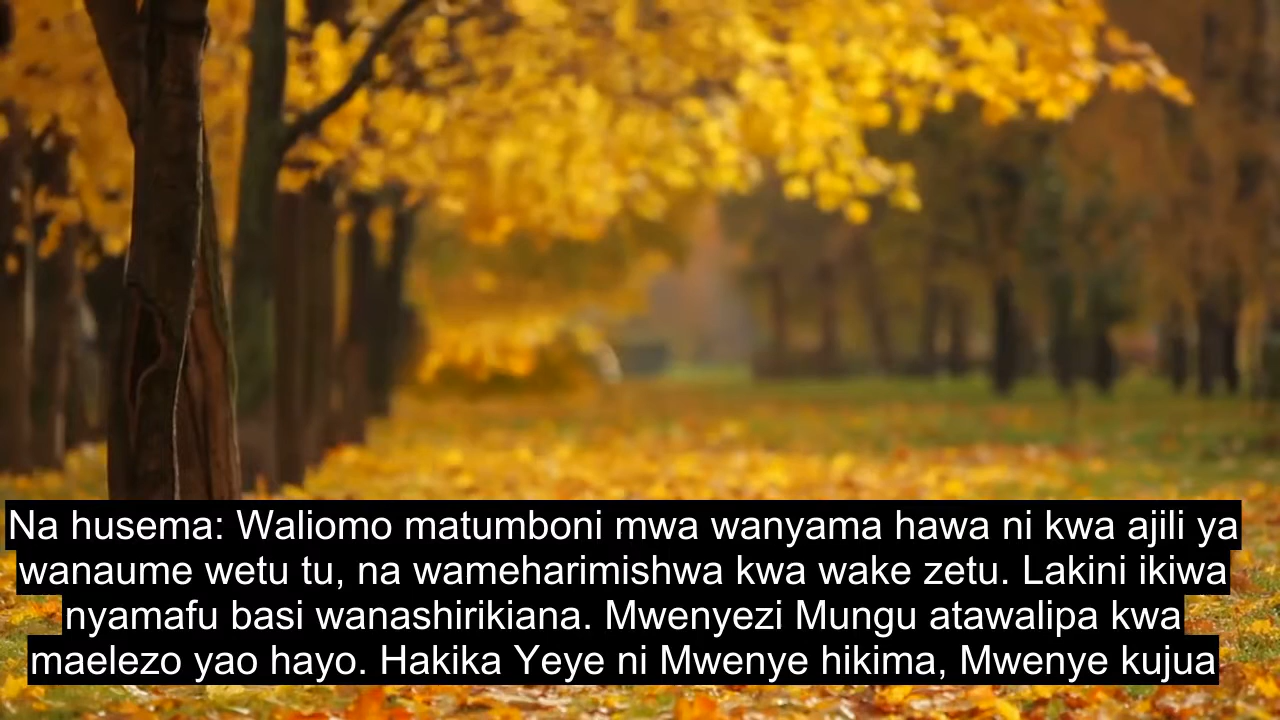 Na husema: Waliomo matumboni mwa wanyama hawa ni kwa ajili ya
wanaume wetu tu, na wameharimishwa kwa wake zetu. Lakini ikiwa
nyamafu basi wanashirikiana. Mwenyezi Mungu atawalipa kwa
maelezo yao hayo. Hakika Yeye ni Mwenye hikima, Mwenye kujua